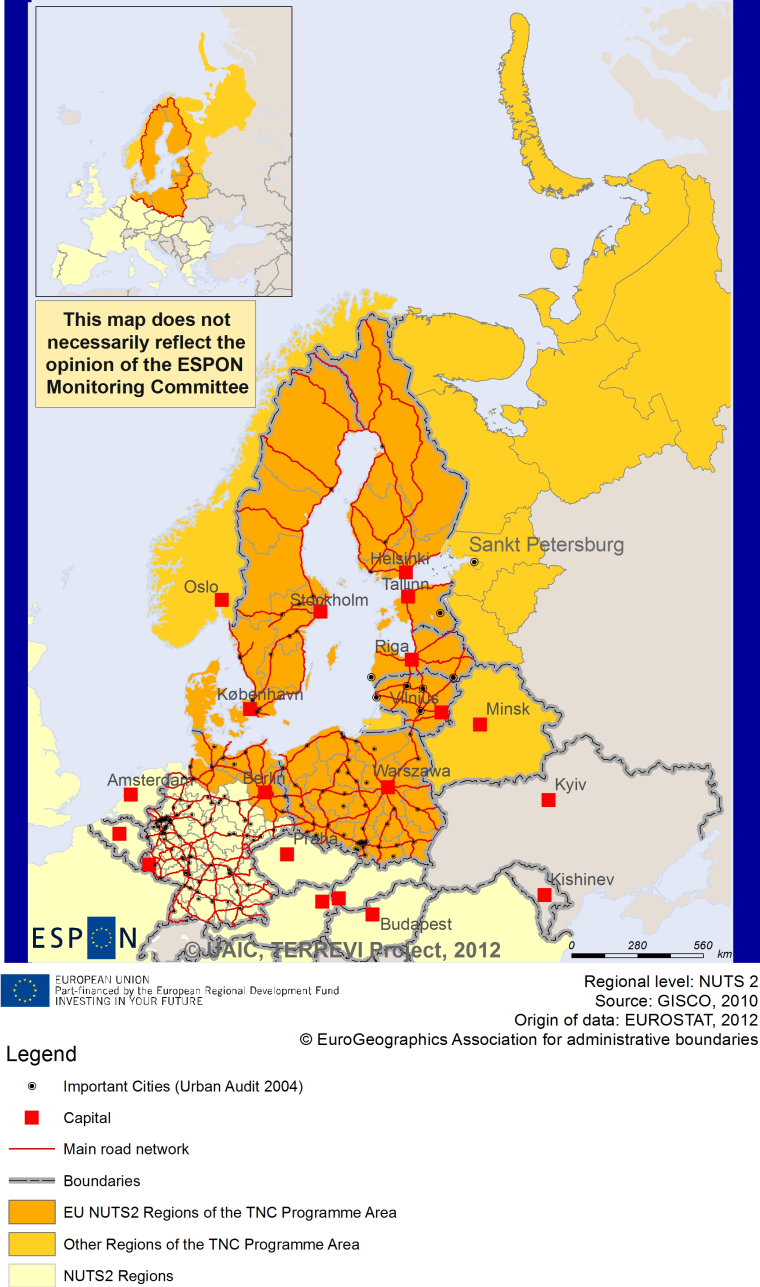 This map does not
necessarily reflect the
opinion of the ESPON
Monitoring Committee
Sankt Petersburg
Helsinki
Tallinn
Oslo
Stockholm
Riga
København
Vilnius
Minsk
Amsterdam
Berlin
Warszawa
Kyiv
Praha
Kishinev
Budapest
ESPON
© UAIC, TERREVI Project, 2012
0 280 560
km
EUROPEAN UNION
Part-financed by the European Regional Development Fund
INVESTING IN YOUR FUTURE
Regional level: NUTS 2
Source: GISCO, 2010
Origin of data: EUROSTAT, 2012
© EuroGeographics Association for administrative boundaries
Legend
Important Cities (Urban Audit 2004)
Capital
Main road network
Boundaries
EU NUTS2 Regions of the TNC Programme Area
Other Regions of the TNC Programme Area
NUTS2 Regions